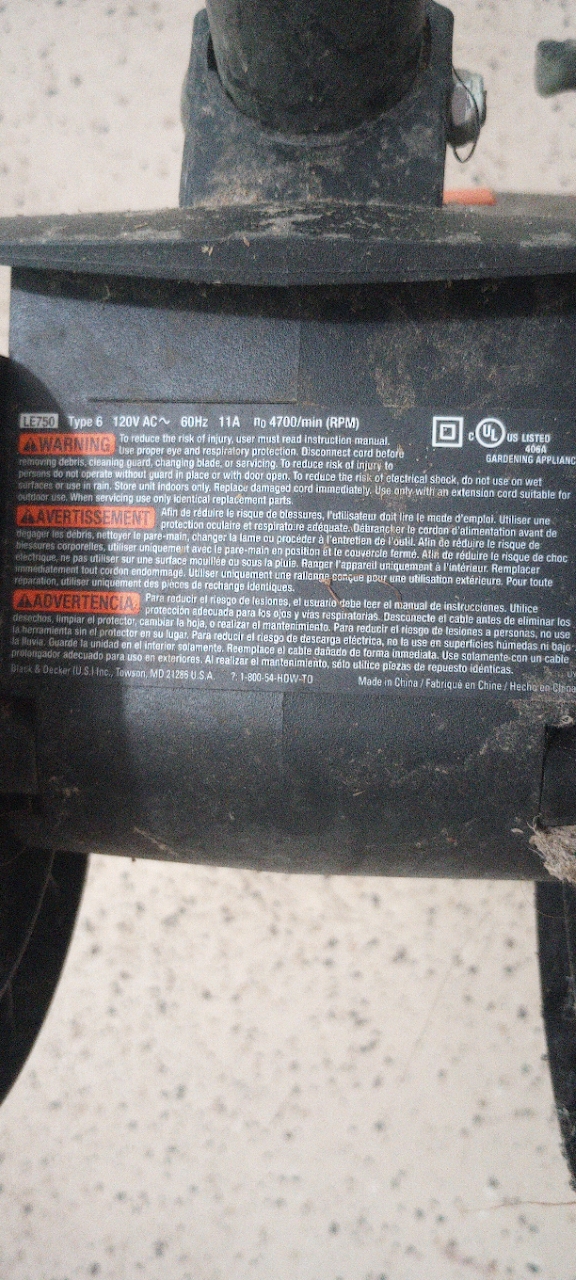 LE750 Type 6 120V AC~ 60Hz 11A n₀ 4700/min (RPM)
c UL US LISTED
406A
GARDENING APPLIANC
⚠WARNING To reduce the risk of injury, user must read instruction manual.
Use proper eye and respiratory protection. Disconnect cord before
removing debris, cleaning guard, changing blade, or servicing. To reduce risk of injury to
persons do not operate without guard in place or with door open. To reduce the risk of electrical shock, do not use on wet
surfaces or use in rain. Store unit indoors only. Replace damaged cord immediately. Use only with an extension cord suitable for
outdoor use. When servicing use only identical replacement parts.
⚠AVERTISSEMENT Afin de réduire le risque de blessures, l'utilisateur doit lire le mode d'emploi. Utiliser une
protection oculaire et respiratoire adéquate. Débrancher le cordon d'alimentation avant de
dégager les débris, nettoyer le pare-main, changer la lame ou procéder à l'entretien de l'outil. Afin de réduire le risque de
blessures corporelles, utiliser uniquement avec le pare-main en position et le couvercle fermé. Afin de réduire le risque de choc
électrique, ne pas utiliser sur une surface mouillée ou sous la pluie. Ranger l'appareil uniquement à l'intérieur. Remplacer
immédiatement tout cordon endommagé. Utiliser uniquement une rallonge conçue pour une utilisation extérieure. Pour toute
réparation, utiliser uniquement des pièces de rechange identiques.
⚠ADVERTENCIA Para reducir el riesgo de lesiones, el usuario debe leer el manual de instrucciones. Utilice
protección adecuada para los ojos y vías respiratorias. Desconecte el cable antes de eliminar los
desechos, limpiar el protector, cambiar la hoja, o realizar el mantenimiento. Para reducir el riesgo de lesiones a personas, no use
la herramienta sin el protector en su lugar. Para reducir el riesgo de descarga eléctrica, no la use en superficies húmedas ni bajo
la lluvia. Guarde la unidad en el interior solamente. Reemplace el cable dañado de forma inmediata. Use solamente con un cable
prolongador adecuado para uso en exteriores. Al realizar el mantenimiento, sólo utilice piezas de repuesto idénticas.
Black & Decker (U.S.) Inc., Towson, MD 21286 U.S.A. ?: 1-800-54-HOW-TO Made in China / Fabriqué en Chine / Hecho en China